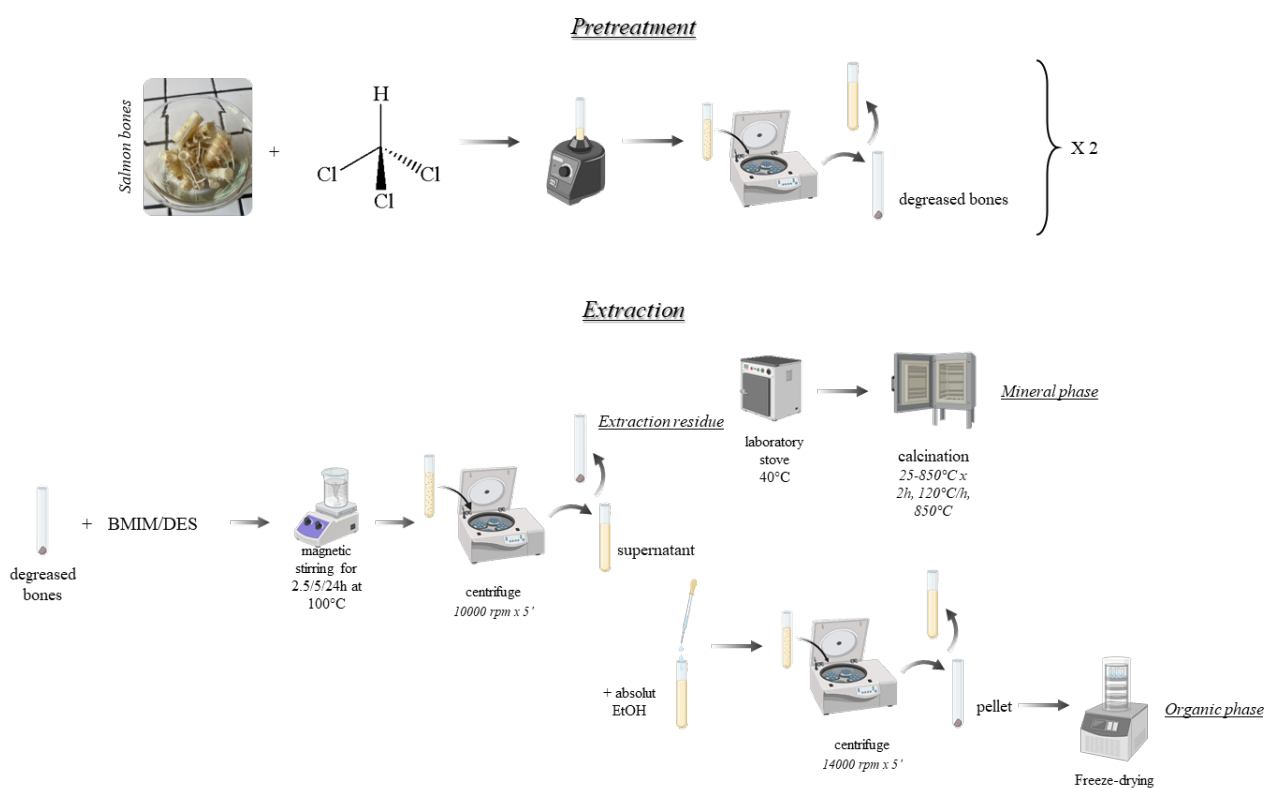 Pretreatment
Salmon bones
+
H
Cl
Cl
Cl
degreased bones
X 2
Extraction
Extraction residue
laboratory
stove
40°C
calcination
25-850°C x
2h, 120°C/h,
850°C
Mineral phase
degreased
bones
+ BMIM/DES
magnetic
stirring for
2.5/5/24h at
100°C
centrifuge
10000 rpm x 5'
supernatant
+ absolut
EtOH
centrifuge
14000 rpm x 5'
pellet
Freeze-drying
Organic phase